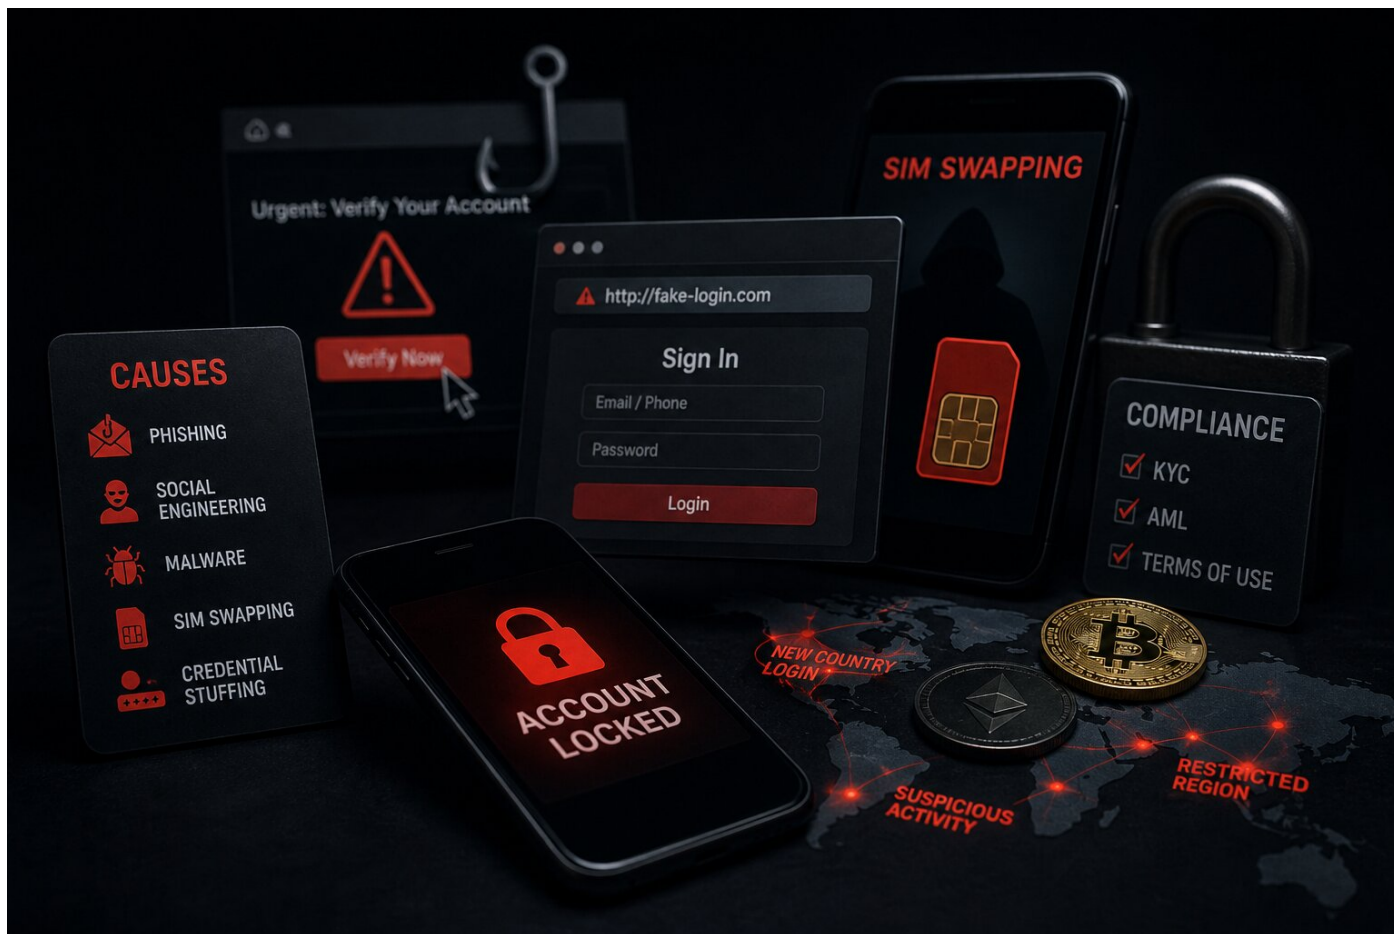 Urgent: Verify Your Account
Verify Now
SIM SWAPPING
http://fake-login.com
Sign In
Email / Phone
Password
Login
CAUSES
PHISHING
SOCIAL
ENGINEERING
MALWARE
SIM SWAPPING
CREDENTIAL
STUFFING
COMPLIANCE
KYC
AML
TERMS OF USE
ACCOUNT
LOCKED
NEW COUNTRY
LOGIN
SUSPICIOUS
ACTIVITY
RESTRICTED
REGION